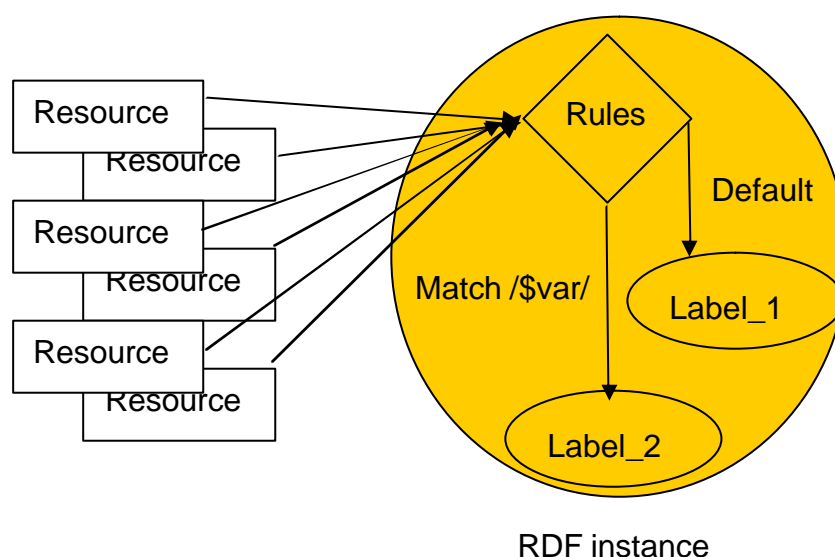 Resource
Resource
Resource
Resource
Resource
Resource
Rules
Default
Match /$var/
Label_1
Label_2
RDF instance